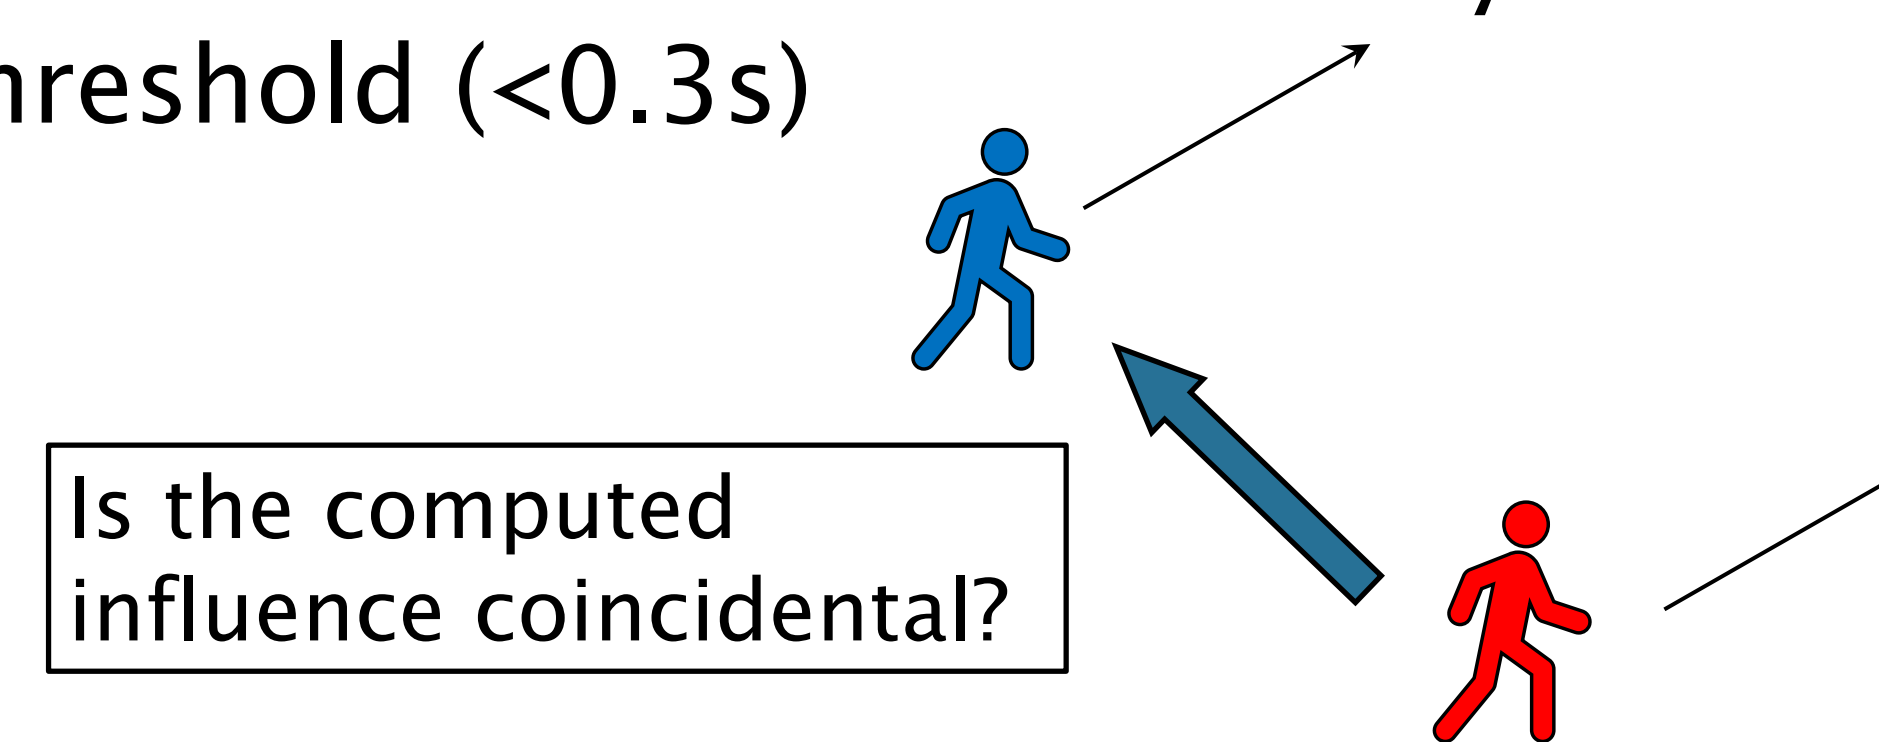 hreshold (<0.3s)
Is the computed
influence coincidental?